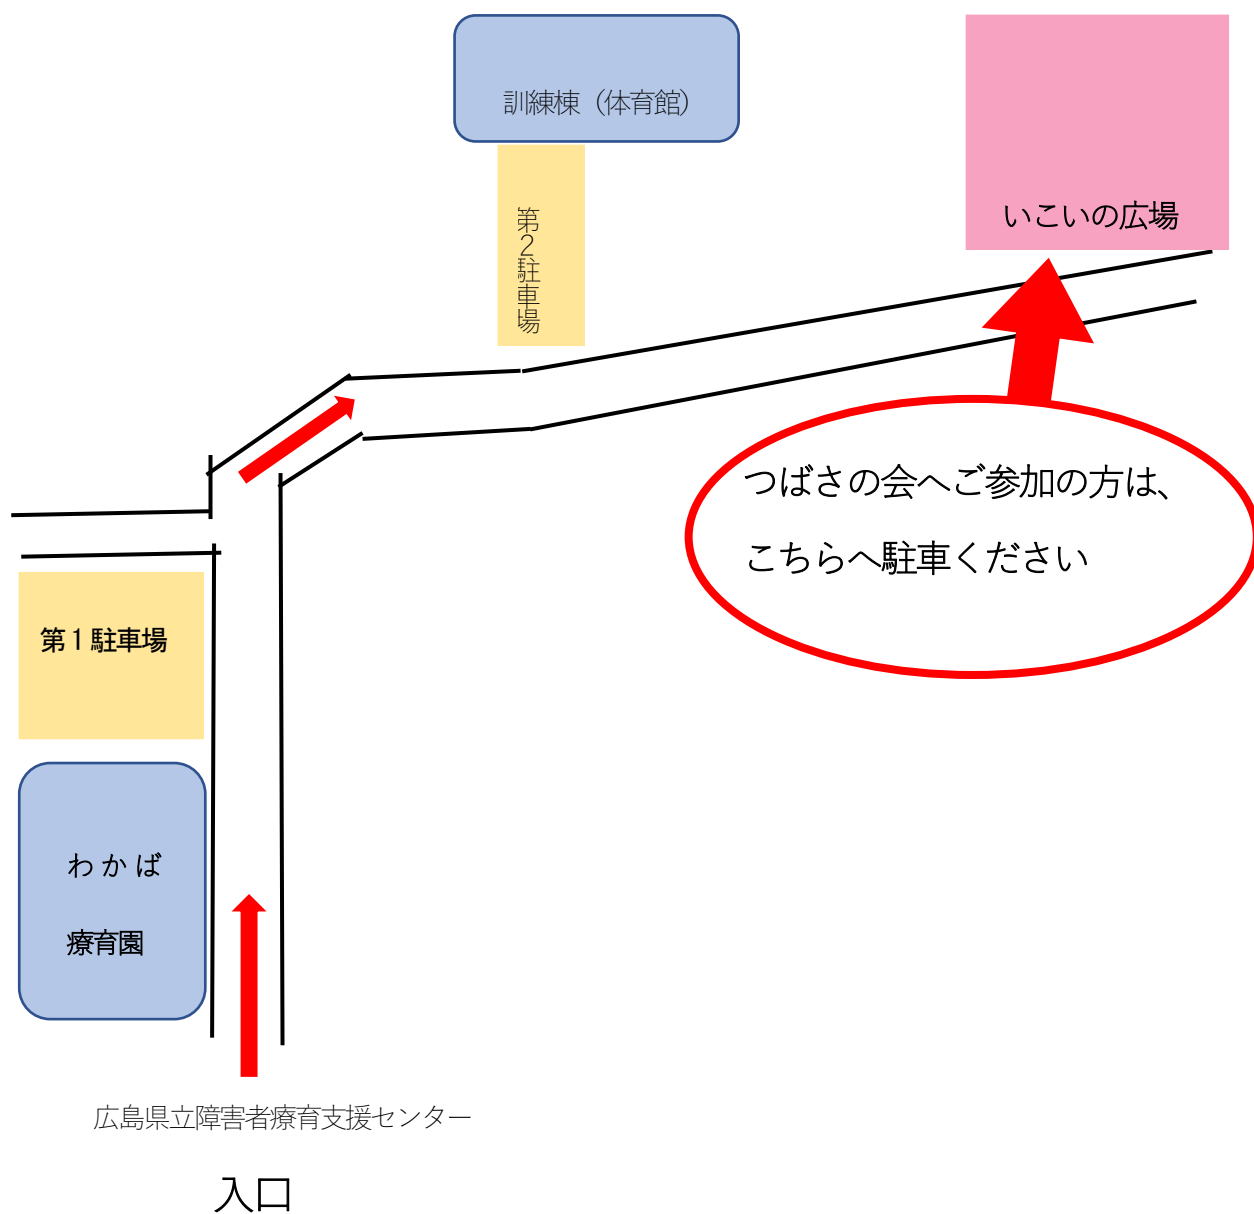 訓練棟（体育館）
いこいの広場
第２駐車場
つばさの会へご参加の方は、
こちらへ駐車ください
第１駐車場
わかば
療育園
広島県立障害者療育支援センター
入口